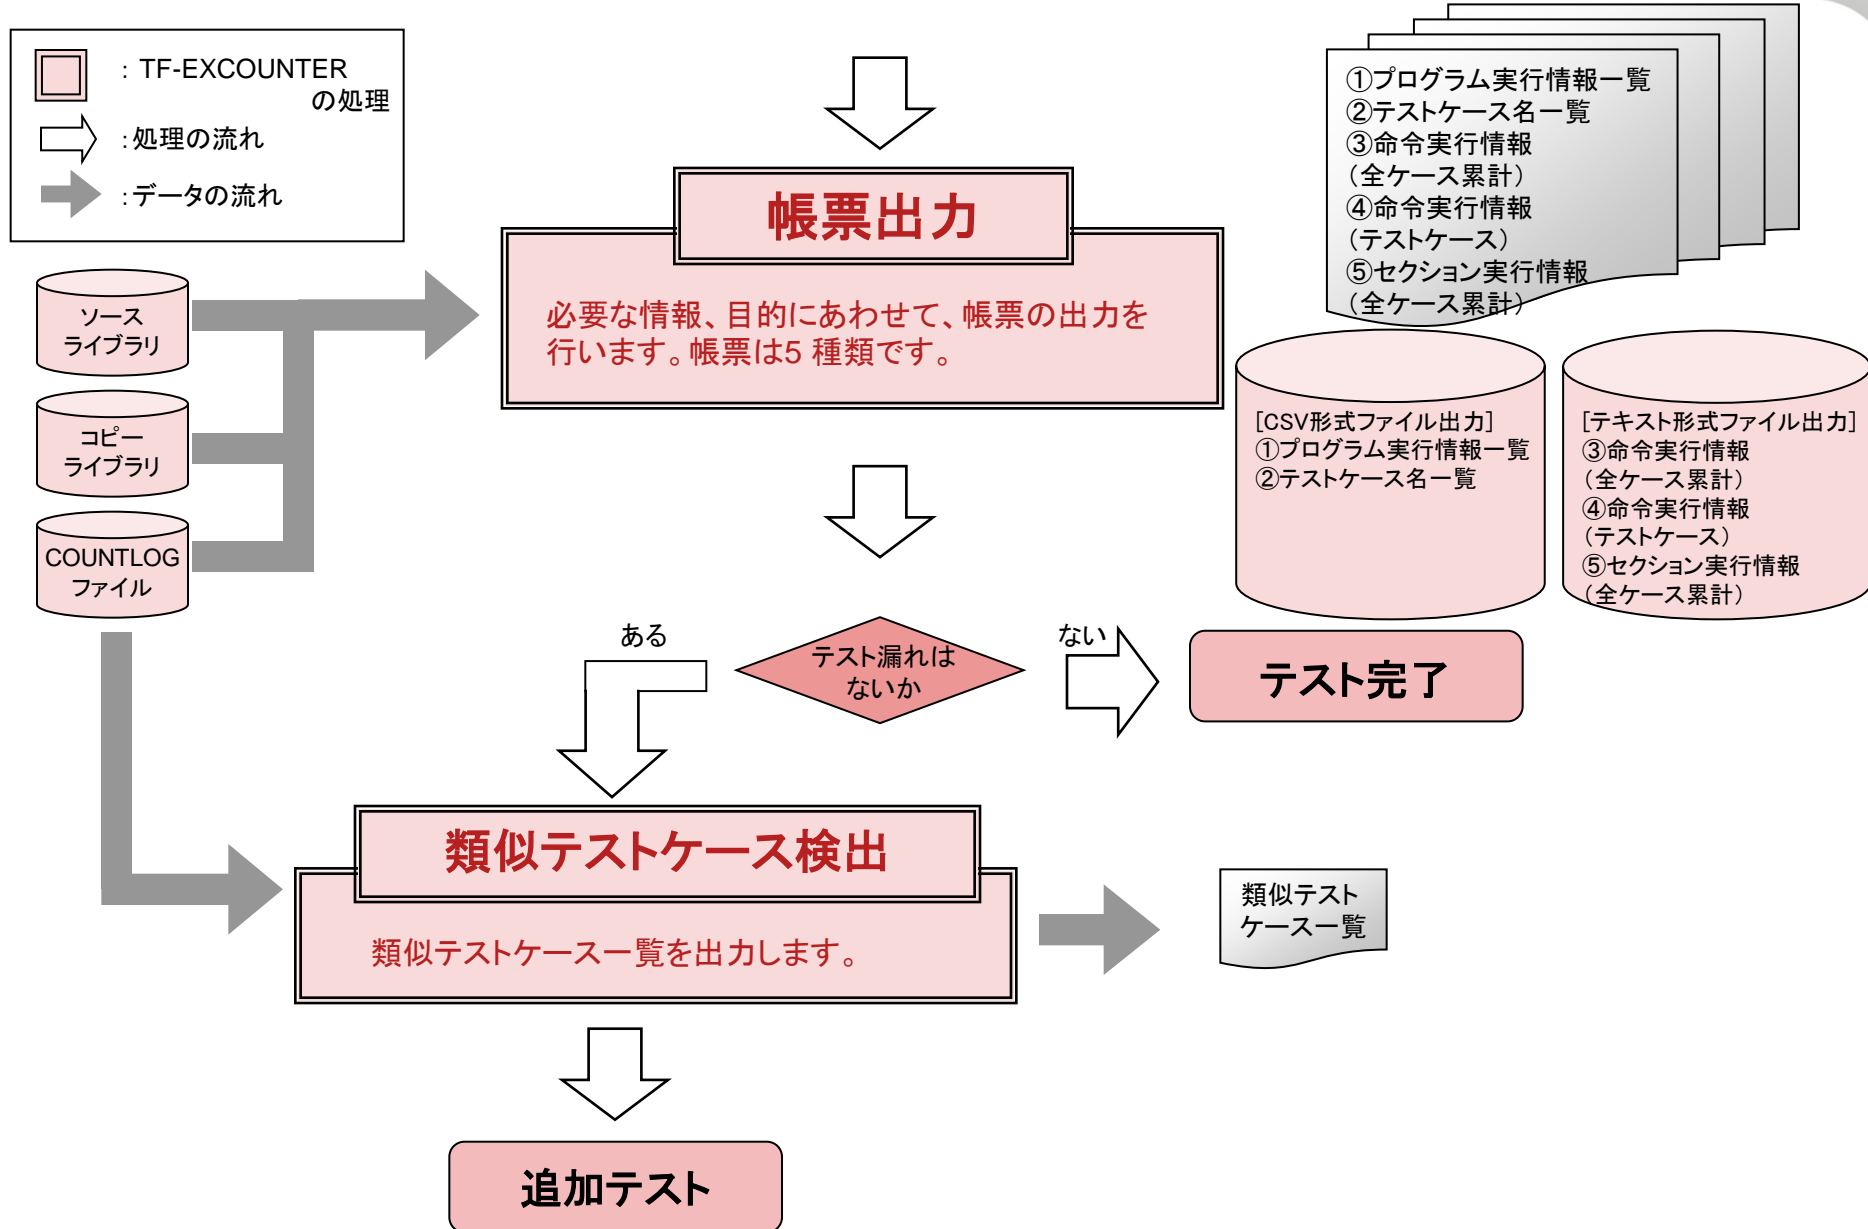 ：TF-EXCOUNTER
の処理
：処理の流れ
：データの流れ
①プログラム実行情報一覧
②テストケース名一覧
③命令実行情報
（全ケース累計）
④命令実行情報
（テストケース）
⑤セクション実行情報
（全ケース累計）
帳票出力
必要な情報、目的にあわせて、帳票の出力を
行います。帳票は5 種類です。
ソース
ライブラリ
コピー
ライブラリ
COUNTLOG
ファイル
[CSV形式ファイル出力]
①プログラム実行情報一覧
②テストケース名一覧
[テキスト形式ファイル出力]
③命令実行情報
（全ケース累計）
④命令実行情報
（テストケース）
⑤セクション実行情報
（全ケース累計）
ある
テスト漏れは
ないか
ない
テスト完了
類似テストケース検出
類似テストケース一覧を出力します。
類似テスト
ケース一覧
追加テスト